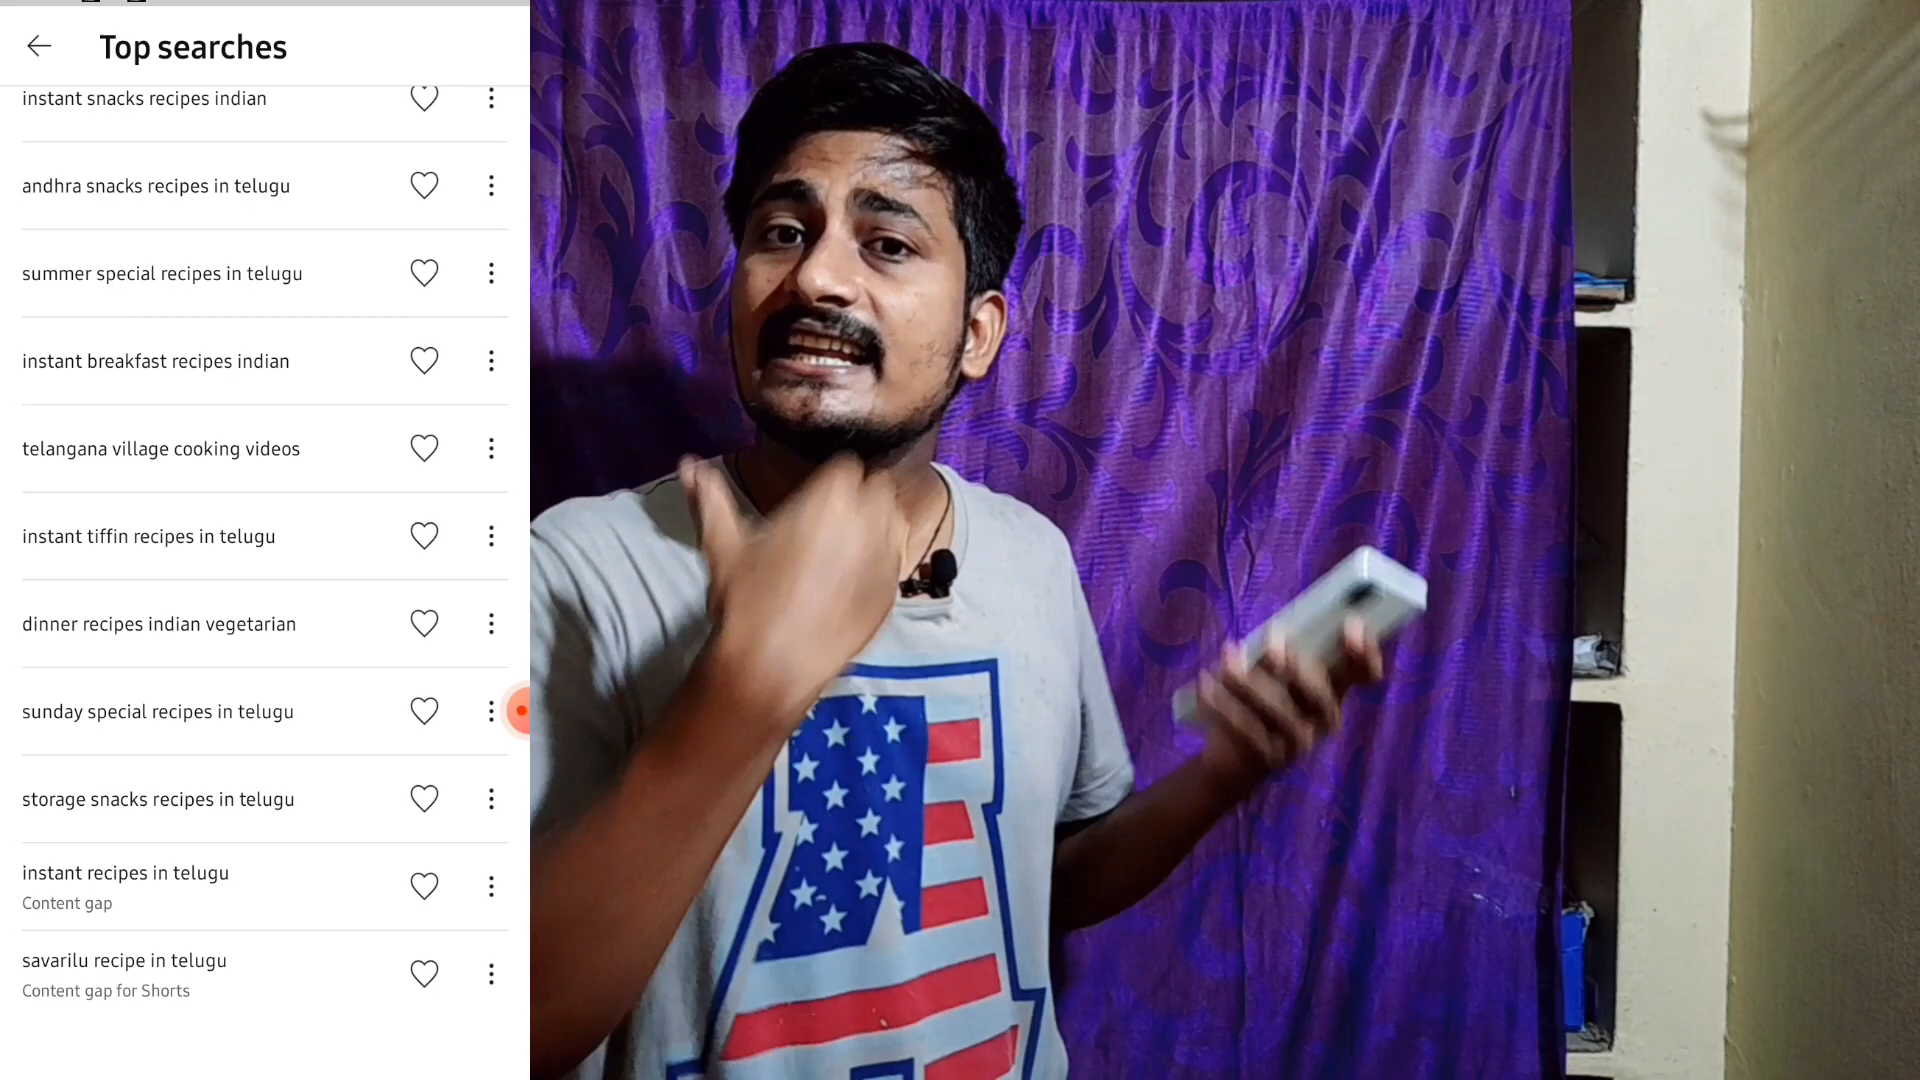 Top searches
instant snacks recipes indian
andhra snacks recipes in telugu
summer special recipes in telugu
instant breakfast recipes indian
telangana village cooking videos
instant tiffin recipes in telugu
dinner recipes indian vegetarian
sunday special recipes in telugu
storage snacks recipes in telugu
instant recipes in telugu
Content gap
savarilu recipe in telugu
Content gap for Shorts